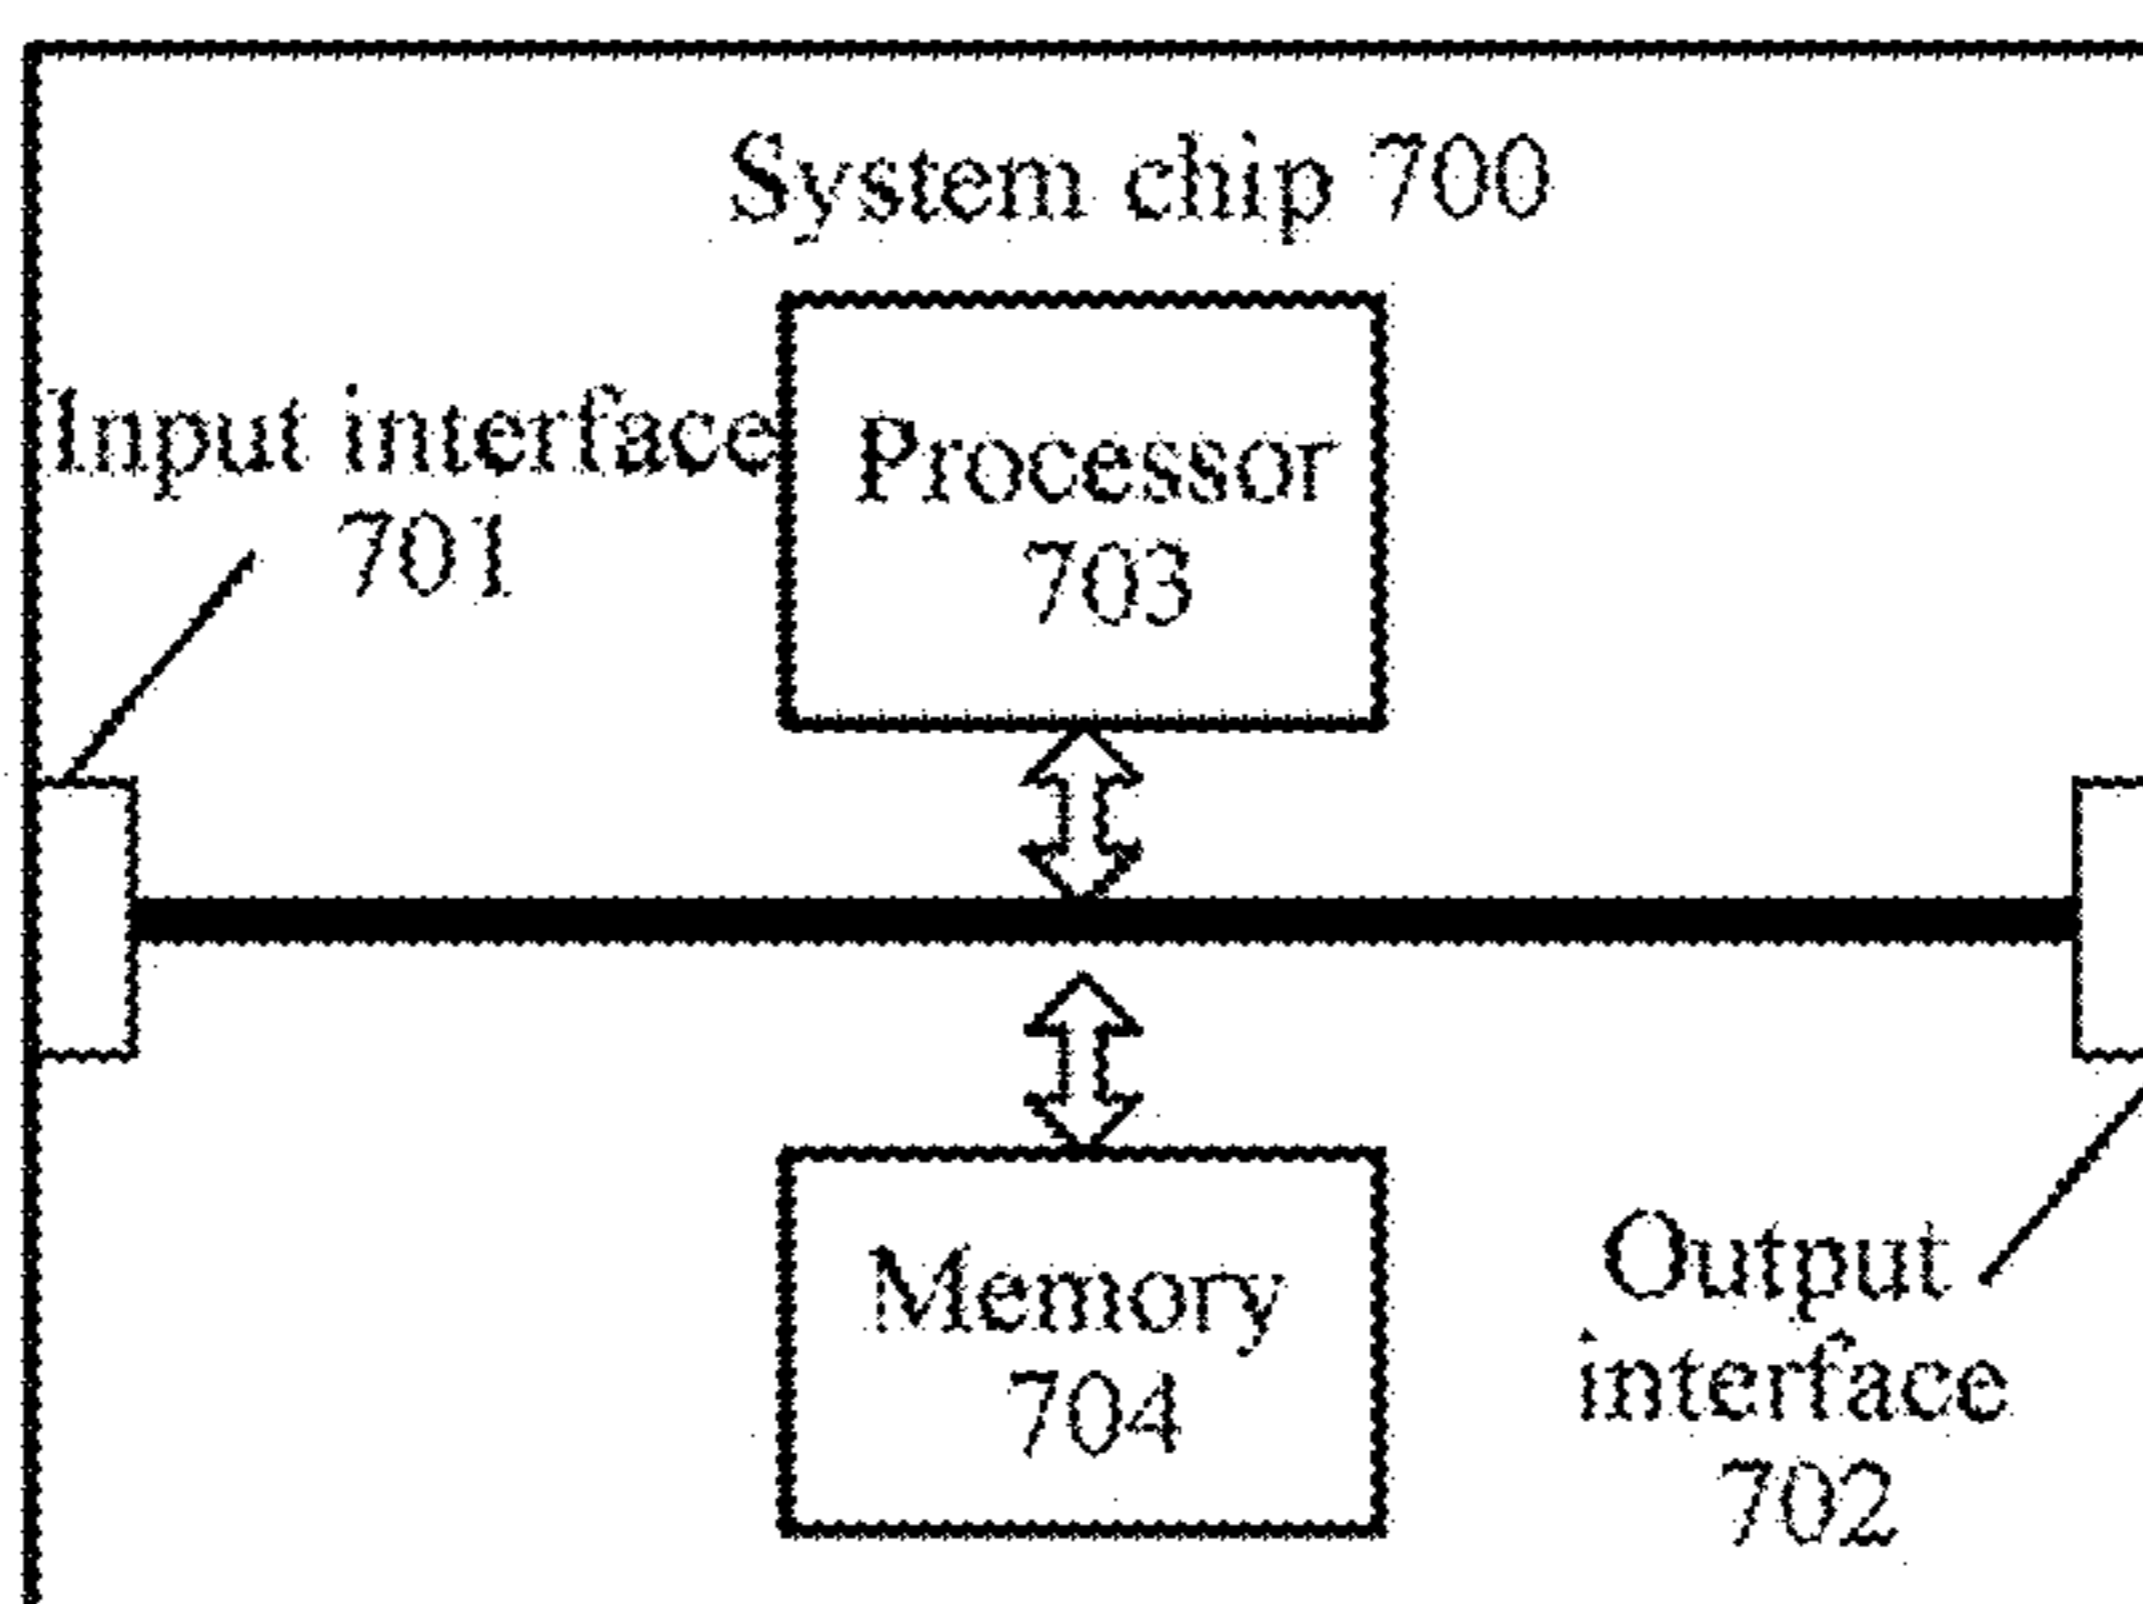 System chip 700
Input interface
701
Processor
703
Memory
704
Output
interface
702